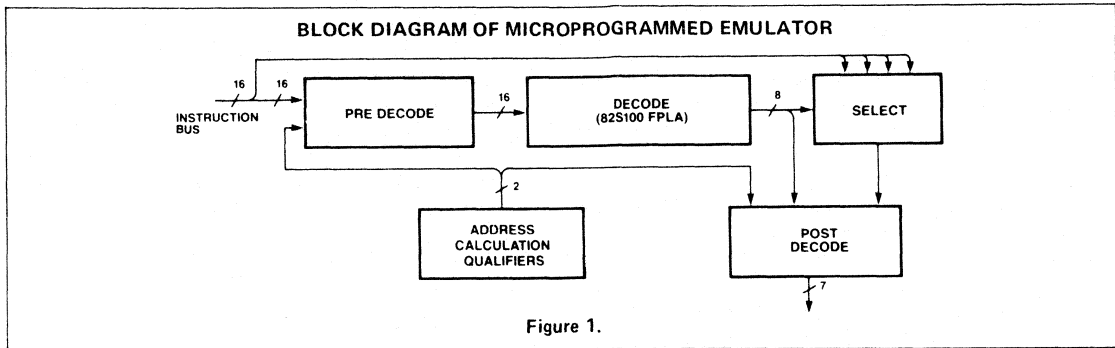 BLOCK DIAGRAM OF MICROPROGRAMMED EMULATOR
16
16
INSTRUCTION
BUS
PRE DECODE
16
DECODE
(82S100 FPLA)
8
SELECT
2
ADDRESS
CALCULATION
QUALIFIERS
POST
DECODE
7
Figure 1.